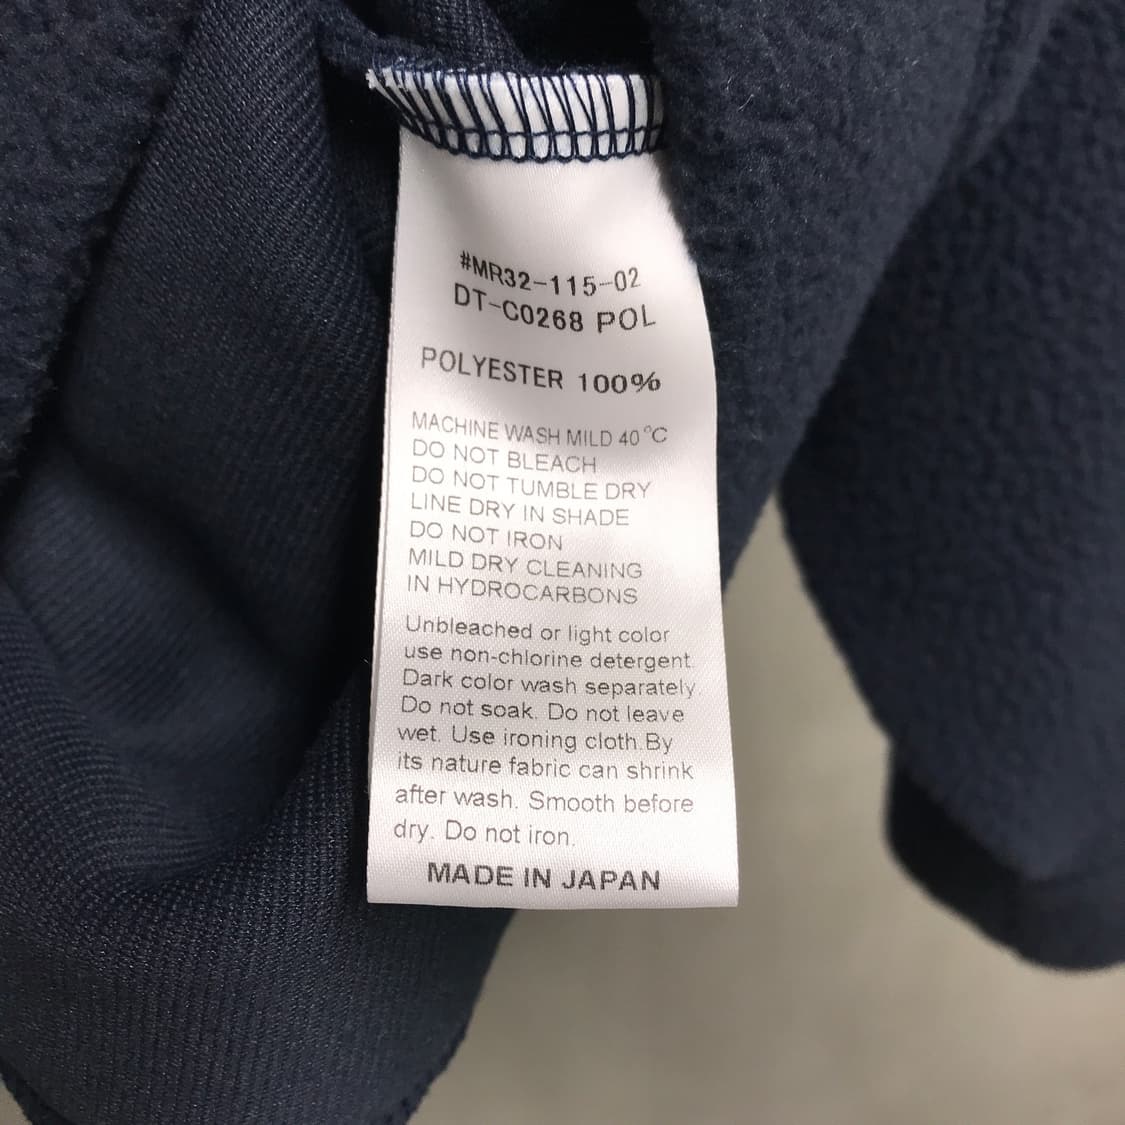 #MR32-115-02
DT-C0268 POL
POLYESTER 100%
MACHINE WASH MILD 40°C
DO NOT BLEACH
DO NOT TUMBLE DRY
LINE DRY IN SHADE
DO NOT IRON
MILD DRY CLEANING
IN HYDROCARBONS
Unbleached or light color
use non-chlorine detergent.
Dark color wash separately.
Do not soak. Do not leave
wet. Use ironing cloth.By
its nature fabric can shrink
after wash. Smooth before
dry. Do not iron.
MADE IN JAPAN